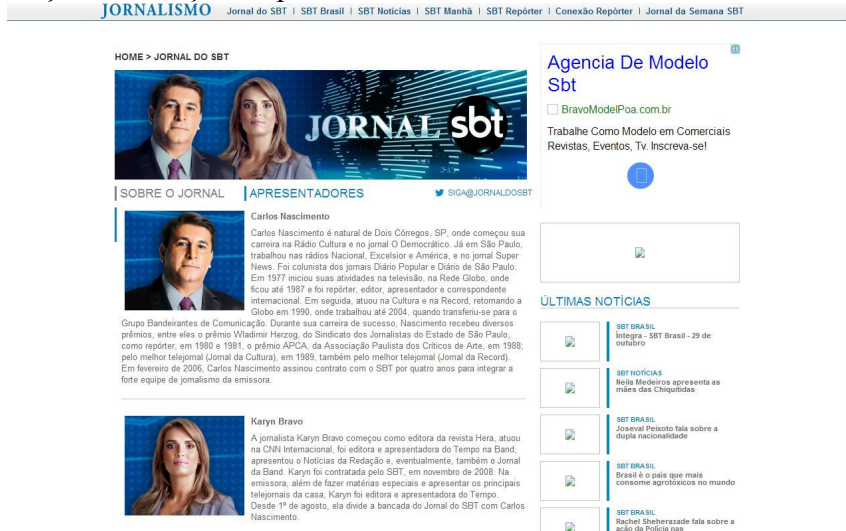 JORNALISMO Jornal do SBT | SBT Brasil | SBT Notícias | SBT Manhã | SBT Repórter | Conexão Repórter | Jornal da Semana SBT
HOME > JORNAL DO SBT
JORNAL sbt
SOBRE O JORNAL
APRESENTADORES
SIGA@JORNALDOSBT
Carlos Nascimento
Carlos Nascimento é natural de Dois Córregos, SP, onde começou sua
carreira na Rádio Cultura e no jornal O Democrático. Já em São Paulo,
trabalhou nas rádios Nacional, Excelsior e América, e no jornal Super
News. Foi colunista dos jornais Diário Popular e Diário de São Paulo.
Em 1977 iniciou suas atividades na televisão, na Rede Globo, onde
ficou até 1987 e foi repórter, editor, apresentador e correspondente
internacional. Em seguida, atuou na Cultura e na Record, retornando a
Globo em 1990, onde trabalhou até 2004, quando transferiu-se para o
Grupo Bandeirantes de Comunicação. Durante sua carreira de sucesso, Nascimento recebeu diversos
prêmios, entre eles o prêmio Wladimir Herzog, do Sindicato dos Jornalistas do Estado de São Paulo,
como repórter, em 1980 e 1981, o prêmio APCA, da Associação Paulista dos Críticos de Arte, em 1988;
pelo melhor telejornal (Jornal da Cultura), em 1989, também pelo melhor telejornal (Jornal da Record).
Em fevereiro de 2006, Carlos Nascimento assinou contrato com o SBT por quatro anos para integrar a
forte equipe de jornalismo da emissora.
Karyn Bravo
A jornalista Karyn Bravo começou como editora da revista Hera, atuou
na CNN Internacional, foi editora e apresentadora do Tempo na Band,
apresentou o Notícias da Redação e, eventualmente, também o Jornal
da Band. Karyn foi contratada pelo SBT, em novembro de 2008. Na
emissora, além de fazer matérias especiais e apresentar os principais
telejornais da casa, Karyn foi editora e apresentadora do Tempo.
Desde 1º de agosto, ela divide a bancada do Jornal do SBT com Carlos
Nascimento.
Agencia De Modelo
Sbt
BravoModelPoa.com.br
Trabalhe Como Modelo em Comerciais
Revistas, Eventos, Tv. Inscreva-se!
ÚLTIMAS NOTÍCIAS
SBT BRASIL
Íntegra - SBT Brasil - 29 de
outubro
SBT NOTÍCIAS
Neila Medeiros apresenta as
mães das Chiquititas
SBT BRASIL
Joseval Peixoto fala sobre a
dupla nacionalidade
SBT BRASIL
Brasil é o país que mais
consome agrotóxicos no mundo
SBT BRASIL
Rachel Sheherazade fala sobre a
ação da Polícia nas